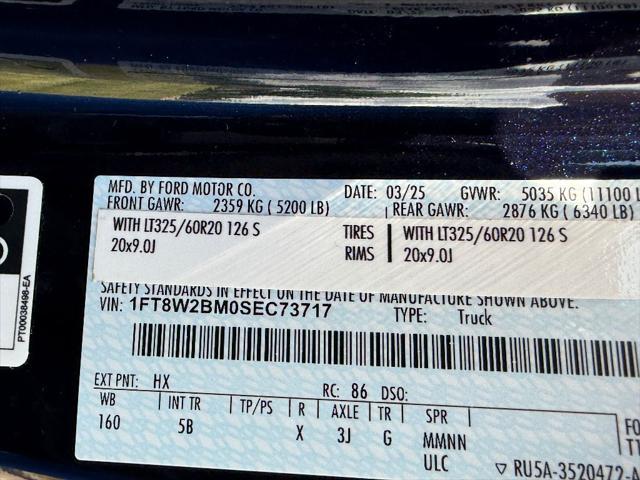 MFD. BY FORD MOTOR CO. DATE: 03/25 GVWR: 5035 KG (11100 L
FRONT GAWR: 2359 KG ( 5200 LB) REAR GAWR: 2876 KG ( 6340 LB)
WITH LT325/60R20 126 S TIRES WITH LT325/60R20 126 S
20x9.0J RIMS 20x9.0J
SAFETY STANDARDS IN EFFECT ON THE DATE OF MANUFACTURE SHOWN ABOVE.
VIN: 1FT8W2BM0SEC73717 TYPE: Truck
EXT PNT: HX RC: 86 DSO:
WB INT TR TP/PS R AXLE TR SPR
160 5B X 3J G MMNN
ULC
FO
TT
▽ RU5A-3520472-A
PT00038498-EA